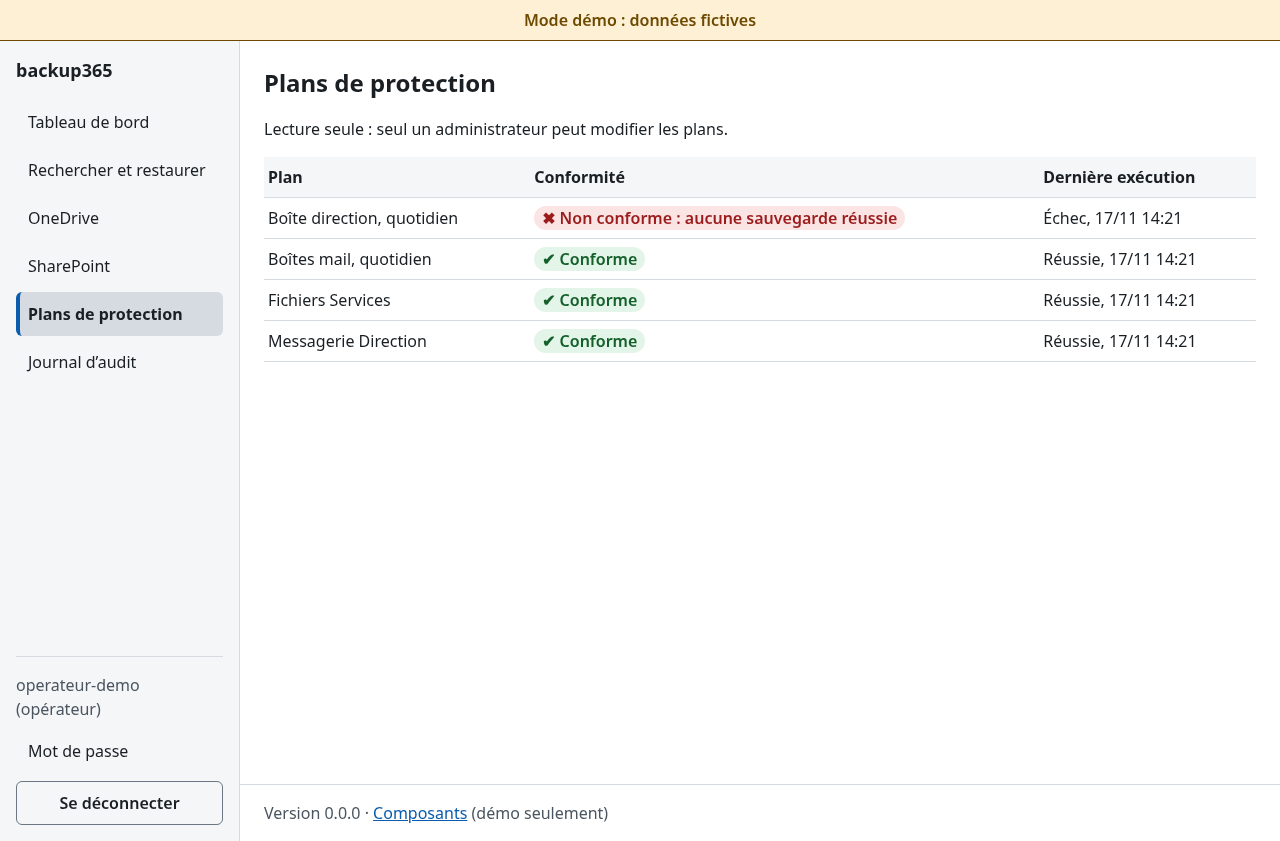 Mode démo : données fictives
backup365
Tableau de bord
Rechercher et restaurer
OneDrive
SharePoint
Plans de protection
Journal d’audit
operateur-demo
(opérateur)
Mot de passe
Se déconnecter
Plans de protection
Lecture seule : seul un administrateur peut modifier les plans.
Plan Conformité Dernière exécution
Boîte direction, quotidien ✖ Non conforme : aucune sauvegarde réussie Échec, 17/11 14:21
Boîtes mail, quotidien ✔ Conforme Réussie, 17/11 14:21
Fichiers Services ✔ Conforme Réussie, 17/11 14:21
Messagerie Direction ✔ Conforme Réussie, 17/11 14:21
Version 0.0.0 · Composants (démo seulement)